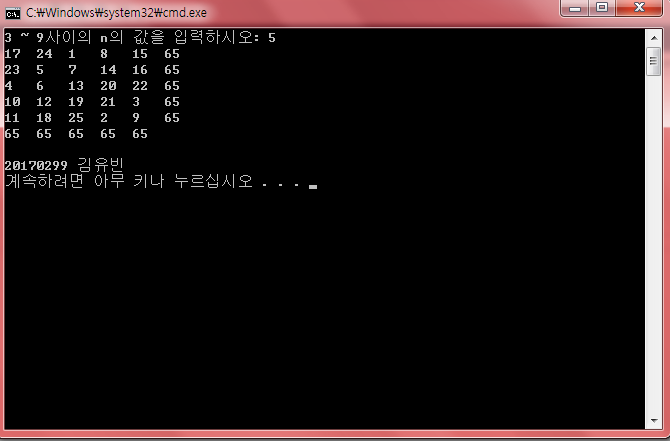 C:\Windows\system32\cmd.exe
3 ~ 9사이의 n의 값을 입력하시오: 5
17 24 1 8 15 65
23 5 7 14 16 65
4 6 13 20 22 65
10 12 19 21 3 65
11 18 25 2 9 65
65 65 65 65 65
20170299 김유빈
계속하려면 아무 키나 누르십시오 . . . _